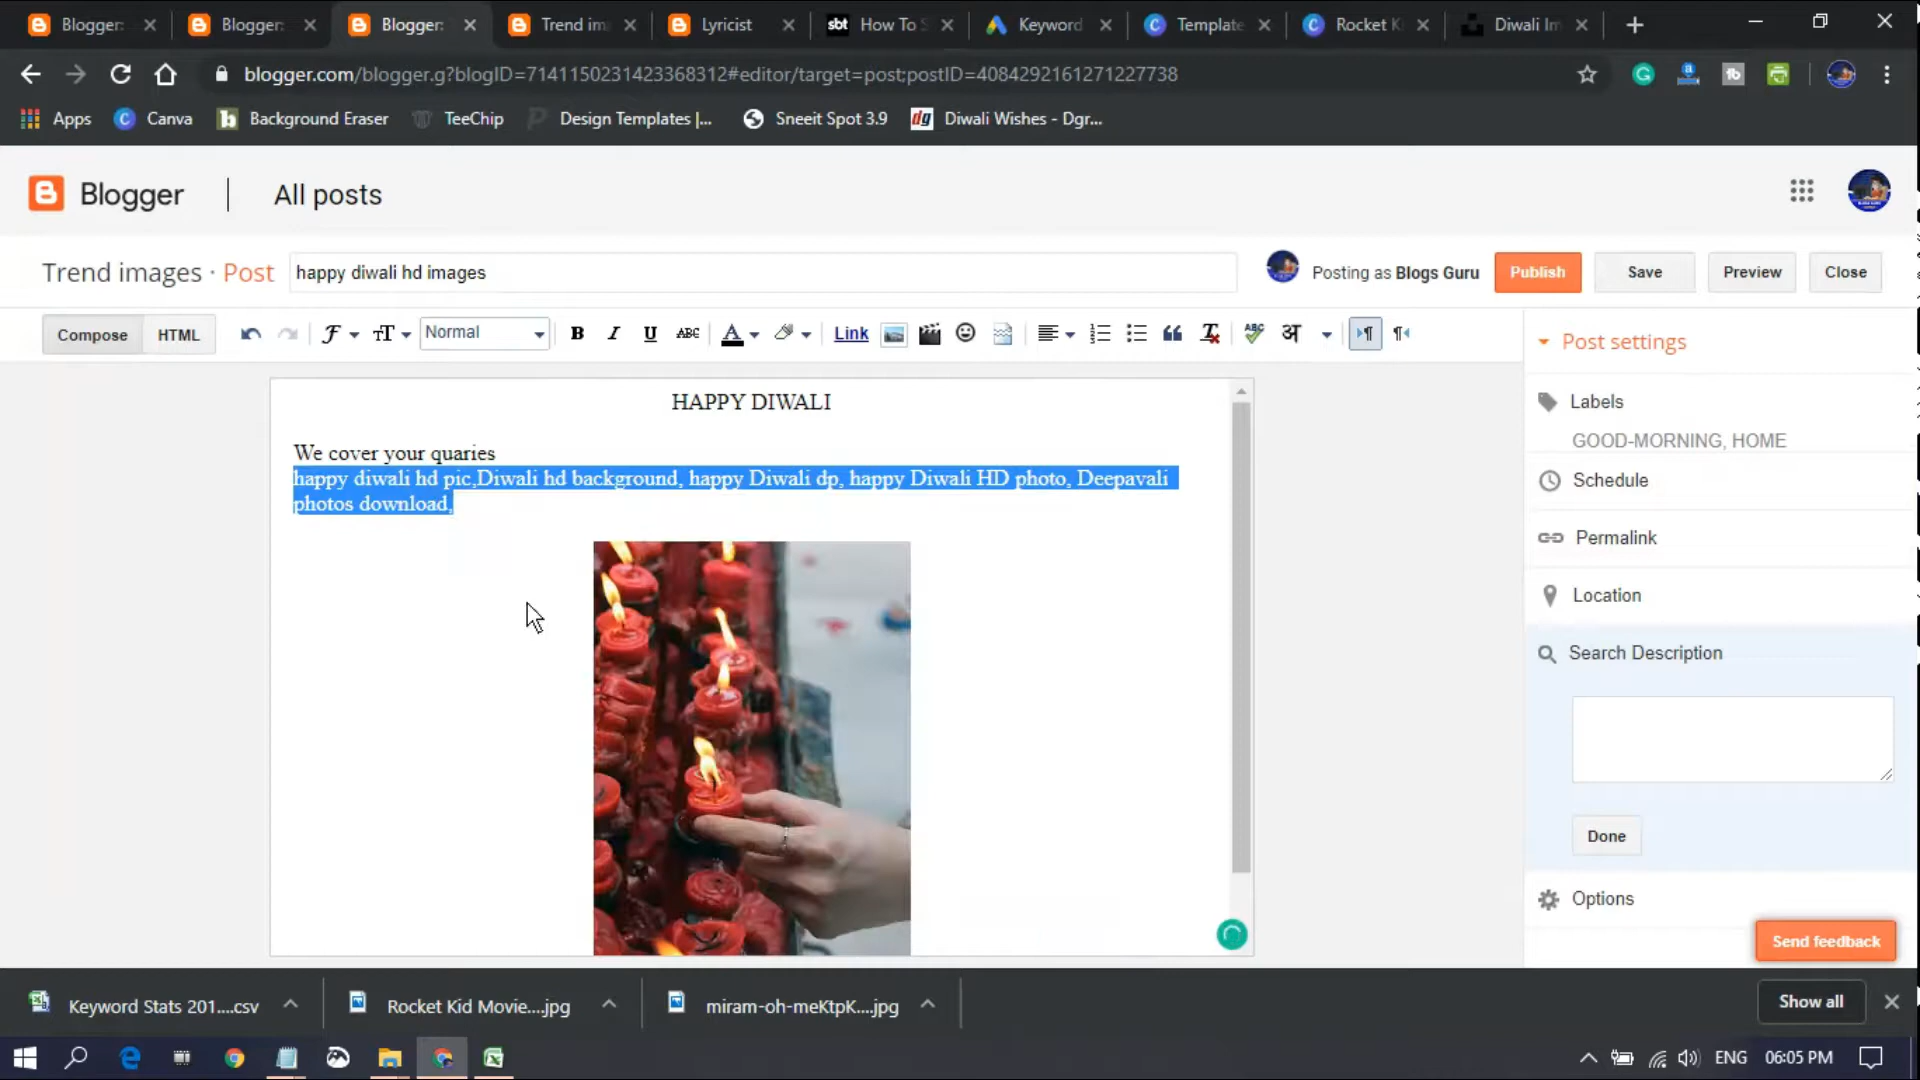 Blogger:
Blogger:
Blogger:
Trend im
Lyricist
sbt How To S
Keyword
Template
Rocket K
Diwali Im
blogger.com/blogger.g?blogID=7141150231423368312#editor/target=post;postID=4084292161271227738
Apps
Canva
Background Eraser
TeeChip
Design Templates |...
Sneeit Spot 3.9
dg Diwali Wishes - Dgr...
Blogger
All posts
Trend images · Post
happy diwali hd images
Posting as Blogs Guru
Publish
Save
Preview
Close
Compose
HTML
Normal
B I U ABC
A
Link
ABC
अ
Post settings
HAPPY DIWALI
We cover your quaries
happy diwali hd pic,Diwali hd background, happy Diwali dp, happy Diwali HD photo, Deepavali
photos download,
Labels
GOOD-MORNING, HOME
Schedule
Permalink
Location
Search Description
Done
Options
Send feedback
Keyword Stats 201....csv
Rocket Kid Movie....jpg
miram-oh-meKtpK....jpg
Show all
ENG
06:05 PM